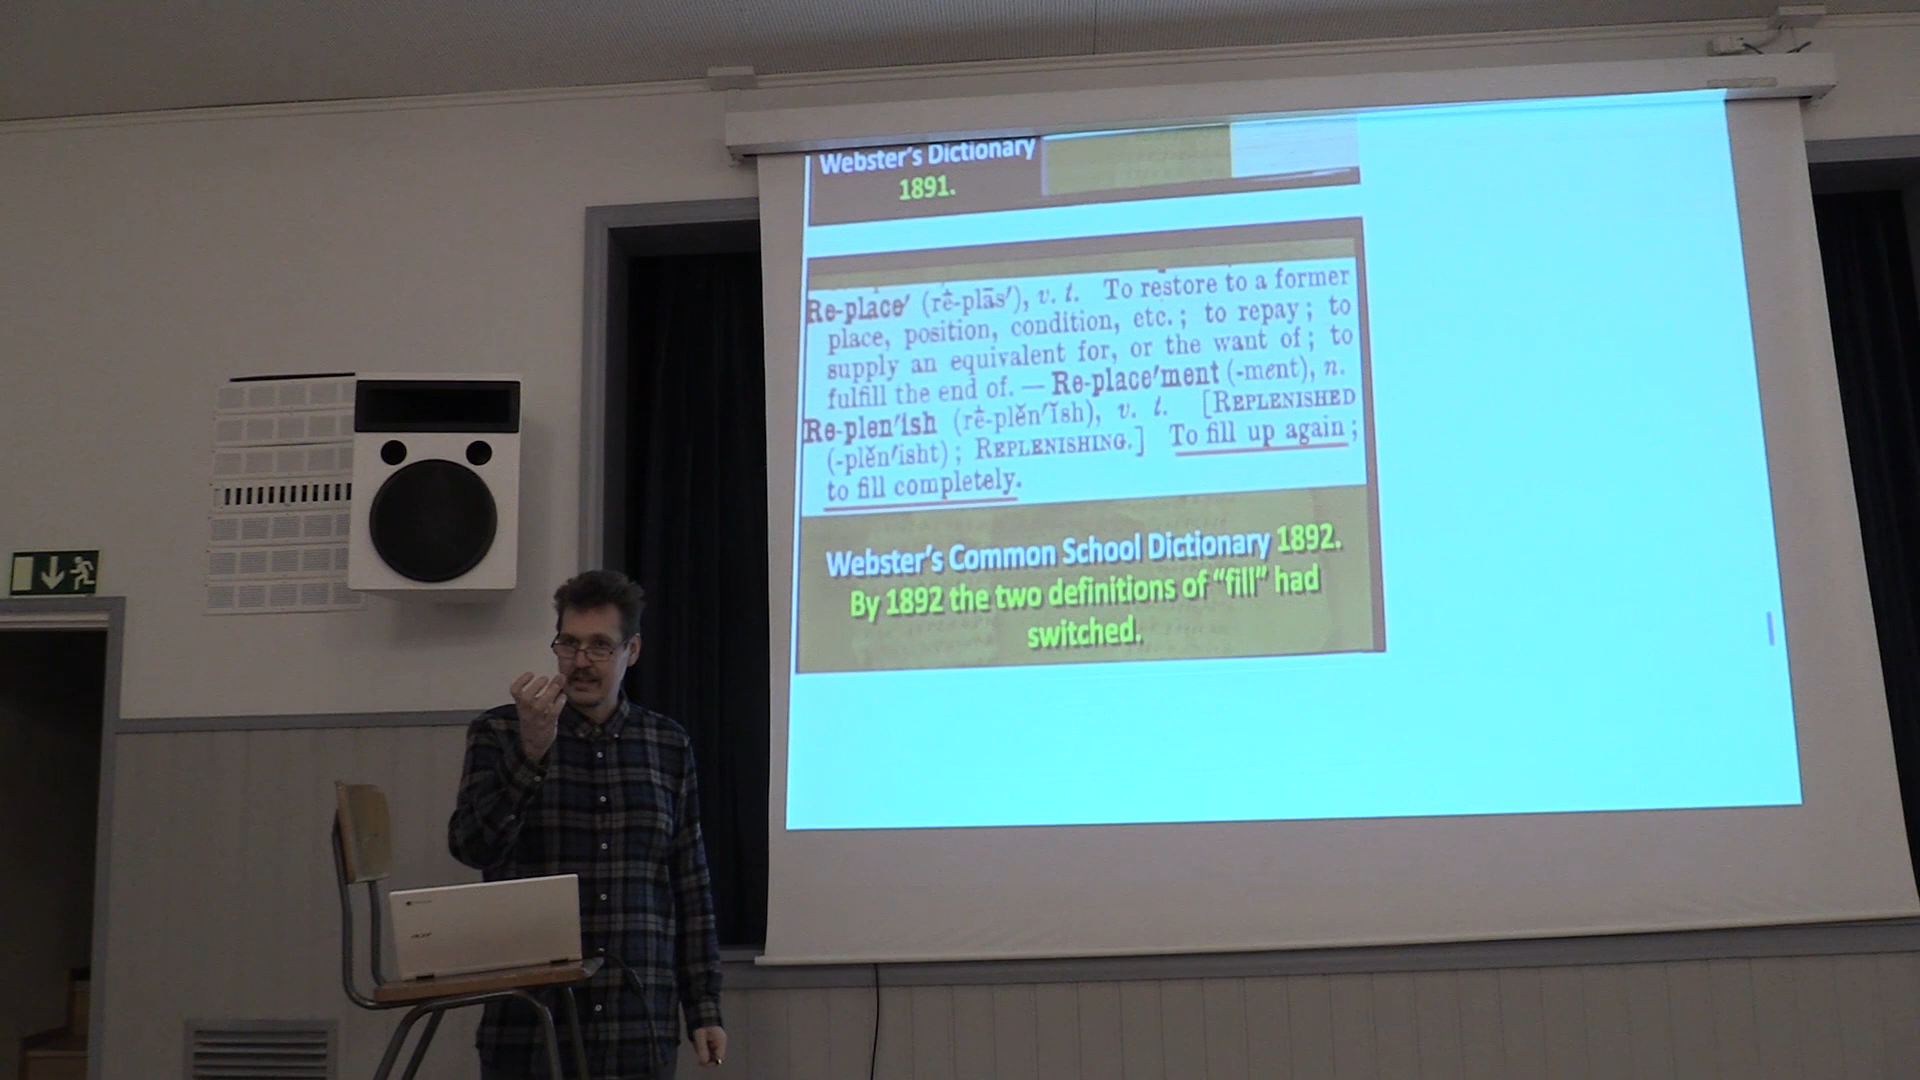 Webster's Dictionary
1891.
Re-place′ (rē̇-plās′), v. t. To restore to a former
place, position, condition, etc.; to repay; to
supply an equivalent for, or the want of; to
fulfill the end of. — Re-place′ment (-ment), n.
Re-plen′ish (rē̇-plĕn′ĭsh), v. t. [REPLENISHED
(-plĕn′isht); REPLENISHING.] To fill up again;
to fill completely.
Webster's Common School Dictionary 1892.
By 1892 the two definitions of “fill” had
switched.
acer